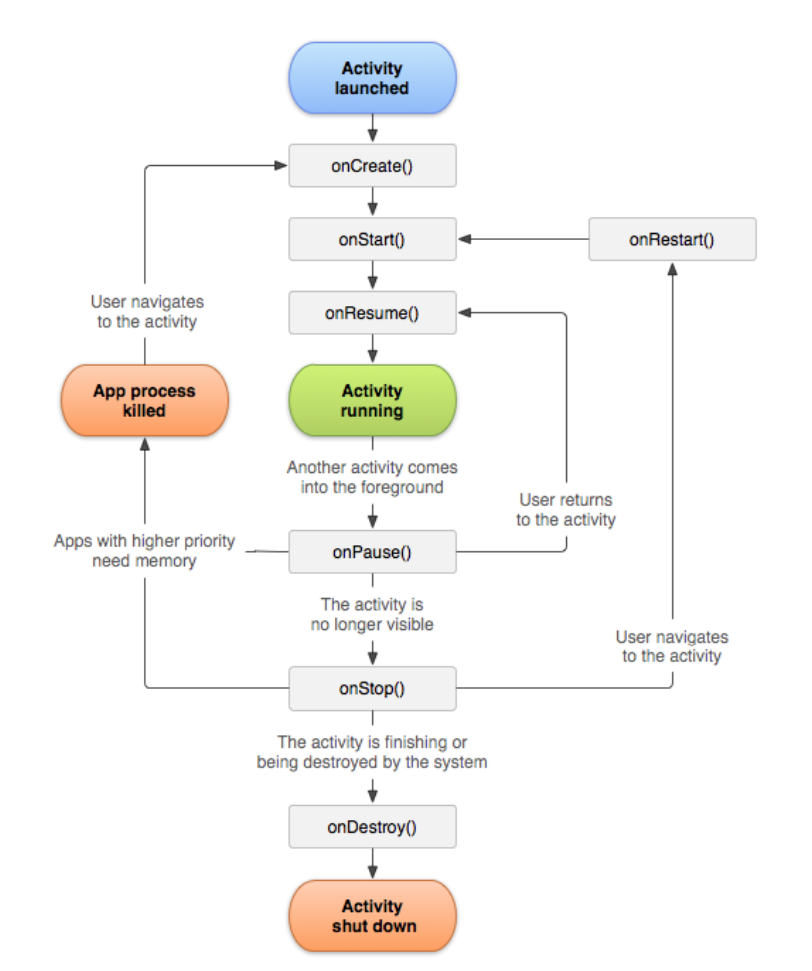 Activity
launched
onCreate()
onStart()
onRestart()
User navigates
to the activity
onResume()
App process
killed
Activity
running
Another activity comes
into the foreground
User returns
to the activity
Apps with higher priority
need memory
onPause()
The activity is
no longer visible
User navigates
to the activity
onStop()
The activity is finishing or
being destroyed by the system
onDestroy()
Activity
shut down